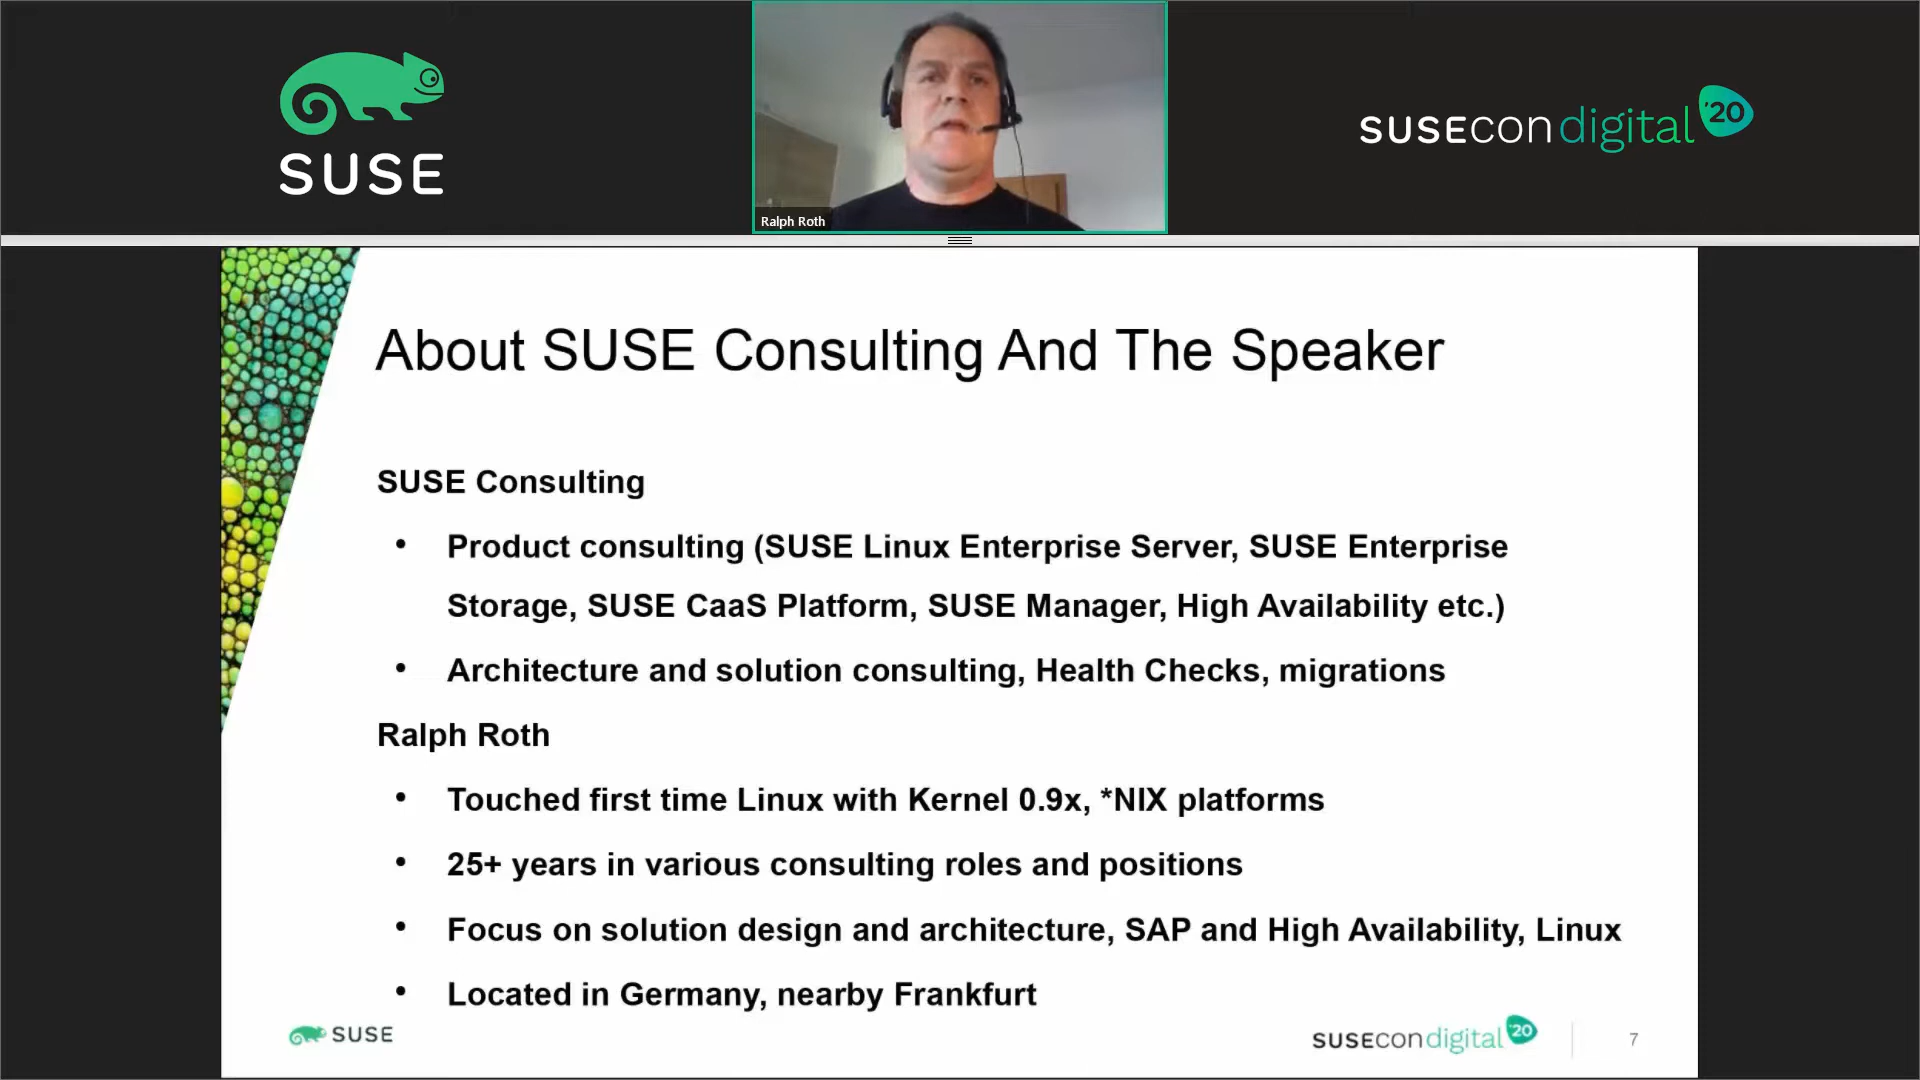 SUSE
Ralph Roth
SUSECON digital '20
About SUSE Consulting And The Speaker
SUSE Consulting
• Product consulting (SUSE Linux Enterprise Server, SUSE Enterprise
Storage, SUSE CaaS Platform, SUSE Manager, High Availability etc.)
• Architecture and solution consulting, Health Checks, migrations
Ralph Roth
• Touched first time Linux with Kernel 0.9x, *NIX platforms
• 25+ years in various consulting roles and positions
• Focus on solution design and architecture, SAP and High Availability, Linux
• Located in Germany, nearby Frankfurt
SUSE
SUSECON digital '20
7